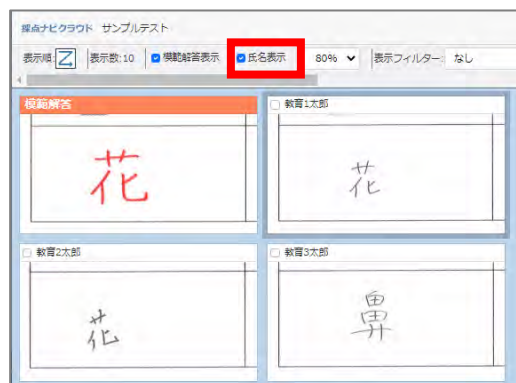 採点ナビクラウド サンプルテスト
表示順: 表示数:10 模範解答表示 氏名表示 80% 表示フィルター: なし
模範解答 教育1太郎
花 花
教育2太郎 教育3太郎
花 鼻